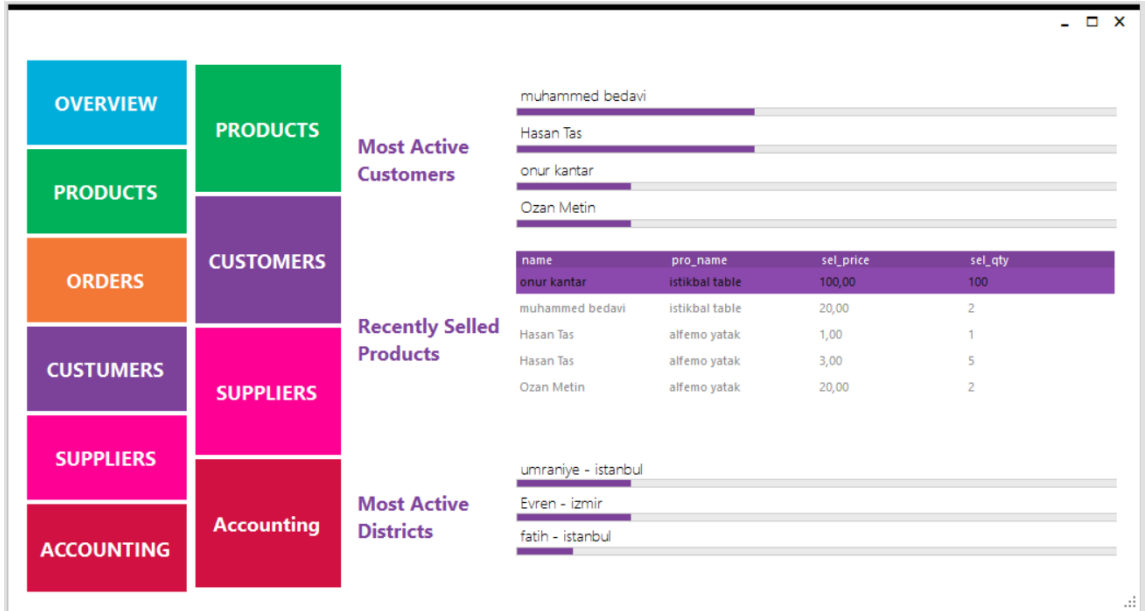 OVERVIEW
PRODUCTS
ORDERS
CUSTUMERS
SUPPLIERS
ACCOUNTING
PRODUCTS
CUSTOMERS
SUPPLIERS
Accounting
Most Active
Customers
muhammed bedavi
Hasan Tas
onur kantar
Ozan Metin
Recently Selled
Products
name pro_name sel_price sel_qty
onur kantar istikbal table 100,00 100
muhammed bedavi istikbal table 20,00 2
Hasan Tas alfemo yatak 1,00 1
Hasan Tas alfemo yatak 3,00 5
Ozan Metin alfemo yatak 20,00 2
Most Active
Districts
umraniye - istanbul
Evren - izmir
fatih - istanbul